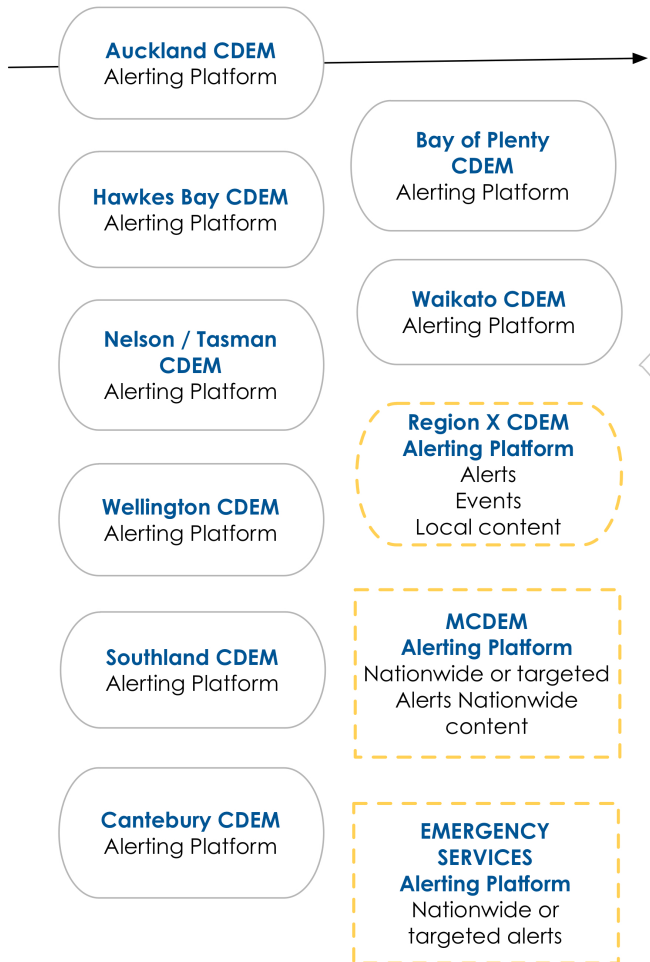 Auckland CDEM
Alerting Platform
Hawkes Bay CDEM
Alerting Platform
Nelson / Tasman
CDEM
Alerting Platform
Wellington CDEM
Alerting Platform
Southland CDEM
Alerting Platform
Cantebury CDEM
Alerting Platform
Bay of Plenty
CDEM
Alerting Platform
Waikato CDEM
Alerting Platform
Region X CDEM
Alerting Platform
Alerts
Events
Local content
MCDEM
Alerting Platform
Nationwide or targeted
Alerts Nationwide
content
EMERGENCY
SERVICES
Alerting Platform
Nationwide or
targeted alerts